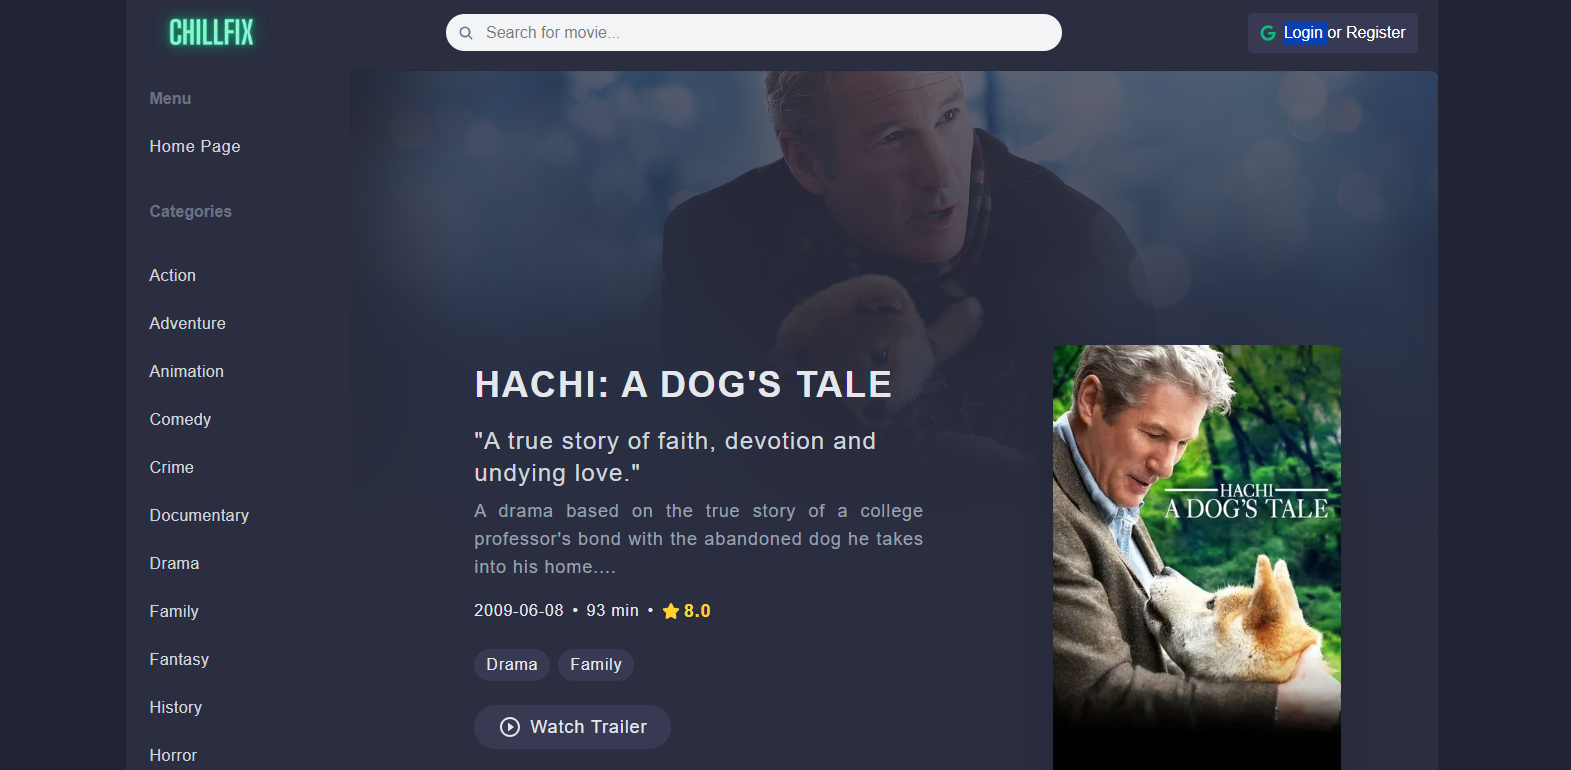 CHILLFIX
Search for movie...
Login or Register
Menu
Home Page
Categories
Action
Adventure
Animation
Comedy
Crime
Documentary
Drama
Family
Fantasy
History
Horror
HACHI: A DOG'S TALE
"A true story of faith, devotion and
undying love."
A drama based on the true story of a college
professor's bond with the abandoned dog he takes
into his home....
2009-06-08 • 93 min • 8.0
Drama Family
Watch Trailer
HACHI
A DOG'S TALE